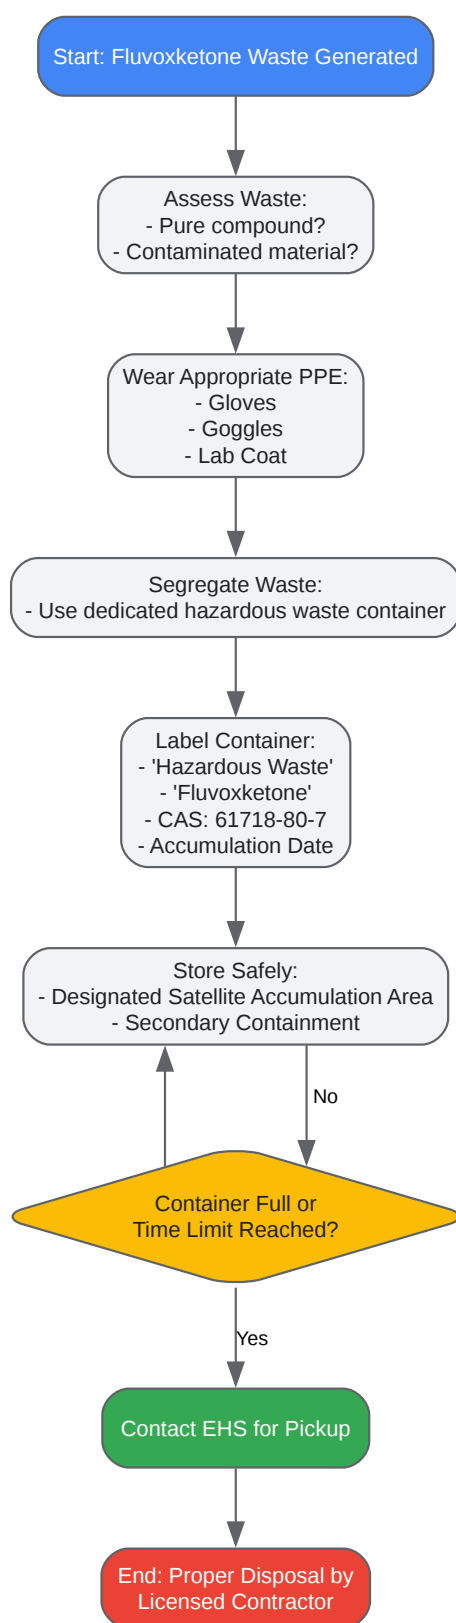 Start: Fluvoxketone Waste Generated
Assess Waste:
- Pure compound?
- Contaminated material?
Wear Appropriate PPE:
- Gloves
- Goggles
- Lab Coat
Segregate Waste:
- Use dedicated hazardous waste container
Label Container:
- 'Hazardous Waste'
- 'Fluvoxketone'
- CAS: 61718-80-7
- Accumulation Date
Store Safely:
- Designated Satellite Accumulation Area
- Secondary Containment
No
Container Full or
Time Limit Reached?
Yes
Contact EHS for Pickup
End: Proper Disposal by
Licensed Contractor